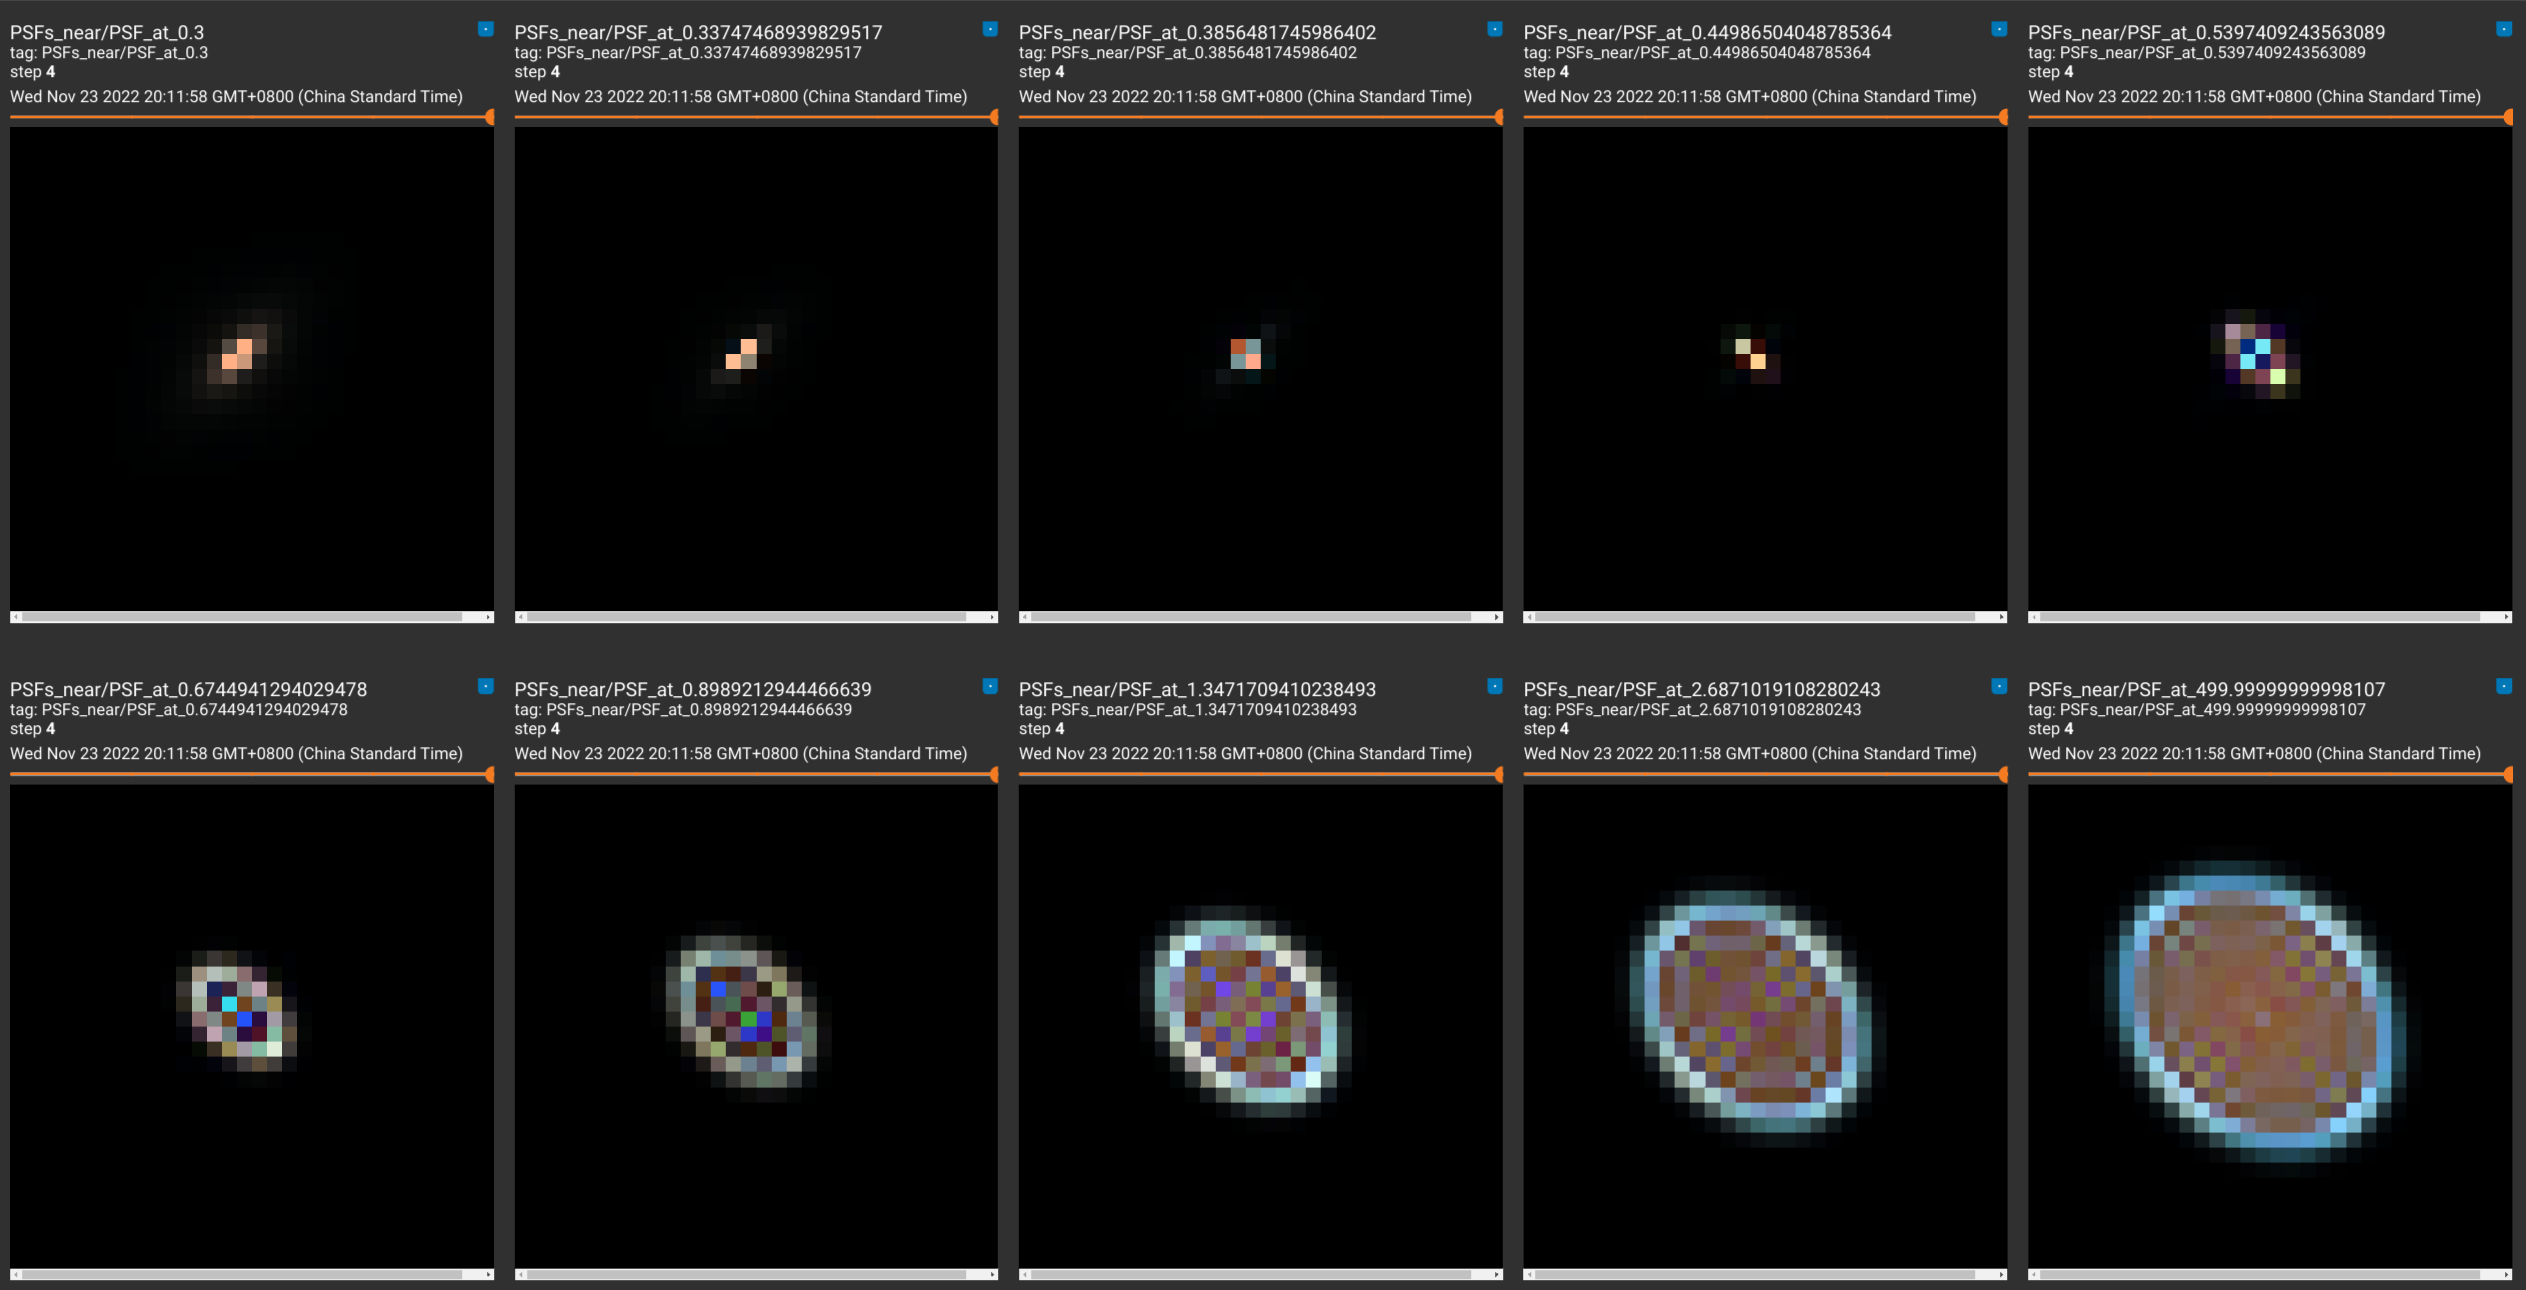 PSFs_near/PSF_at_0.3
tag: PSFs_near/PSF_at_0.3
step 4
Wed Nov 23 2022 20:11:58 GMT+0800 (China Standard Time)
PSFs_near/PSF_at_0.33747468939829517
tag: PSFs_near/PSF_at_0.33747468939829517
step 4
Wed Nov 23 2022 20:11:58 GMT+0800 (China Standard Time)
PSFs_near/PSF_at_0.3856481745986402
tag: PSFs_near/PSF_at_0.3856481745986402
step 4
Wed Nov 23 2022 20:11:58 GMT+0800 (China Standard Time)
PSFs_near/PSF_at_0.44986504048785364
tag: PSFs_near/PSF_at_0.44986504048785364
step 4
Wed Nov 23 2022 20:11:58 GMT+0800 (China Standard Time)
PSFs_near/PSF_at_0.5397409243563089
tag: PSFs_near/PSF_at_0.5397409243563089
step 4
Wed Nov 23 2022 20:11:58 GMT+0800 (China Standard Time)
PSFs_near/PSF_at_0.6744941294029478
tag: PSFs_near/PSF_at_0.6744941294029478
step 4
Wed Nov 23 2022 20:11:58 GMT+0800 (China Standard Time)
PSFs_near/PSF_at_0.8989212944466639
tag: PSFs_near/PSF_at_0.8989212944466639
step 4
Wed Nov 23 2022 20:11:58 GMT+0800 (China Standard Time)
PSFs_near/PSF_at_1.3471709410238493
tag: PSFs_near/PSF_at_1.3471709410238493
step 4
Wed Nov 23 2022 20:11:58 GMT+0800 (China Standard Time)
PSFs_near/PSF_at_2.6871019108280243
tag: PSFs_near/PSF_at_2.6871019108280243
step 4
Wed Nov 23 2022 20:11:58 GMT+0800 (China Standard Time)
PSFs_near/PSF_at_499.99999999998107
tag: PSFs_near/PSF_at_499.99999999998107
step 4
Wed Nov 23 2022 20:11:58 GMT+0800 (China Standard Time)